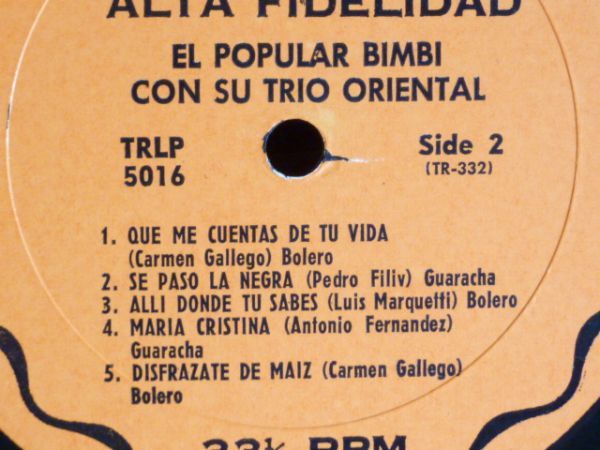 ALTA FIDELIDAD
EL POPULAR BIMBI
CON SU TRIO ORIENTAL
TRLP
5016
Side 2
(TR-332)
1. QUE ME CUENTAS DE TU VIDA
(Carmen Gallego) Bolero
2. SE PASO LA NEGRA (Pedro Filiv) Guaracha
3. ALLI DONDE TU SABES (Luis Marquetti) Bolero
4. MARIA CRISTINA (Antonio Fernandez)
Guaracha
5. DISFRAZATE DE MAIZ (Carmen Gallego)
Bolero
33⅓ RPM